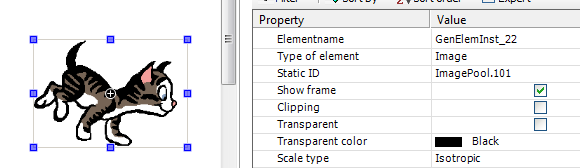 Filter Sort by Sort order Expert
Property Value
Elementname GenElemInst_22
Type of element Image
Static ID ImagePool.101
Show frame
Clipping
Transparent
Transparent color Black
Scale type Isotropic